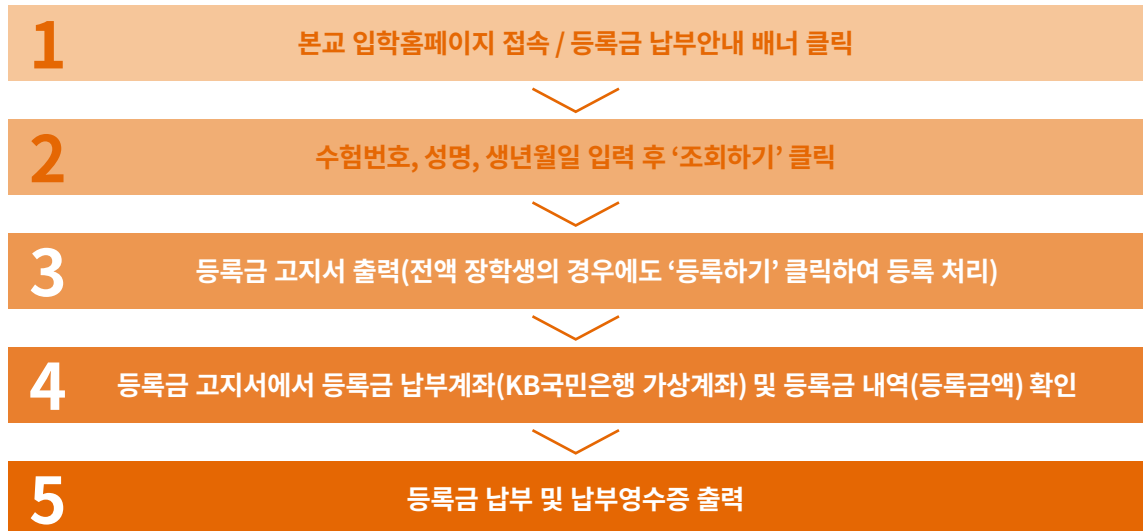 1
본교 입학홈페이지 접속 / 등록금 납부안내 배너 클릭
2
수험번호, 성명, 생년월일 입력 후 ‘조회하기’ 클릭
3
등록금 고지서 출력(전액 장학생의 경우에도 ‘등록하기’ 클릭하여 등록 처리)
4
등록금 고지서에서 등록금 납부계좌(KB국민은행 가상계좌) 및 등록금 내역(등록금액) 확인
5
등록금 납부 및 납부영수증 출력